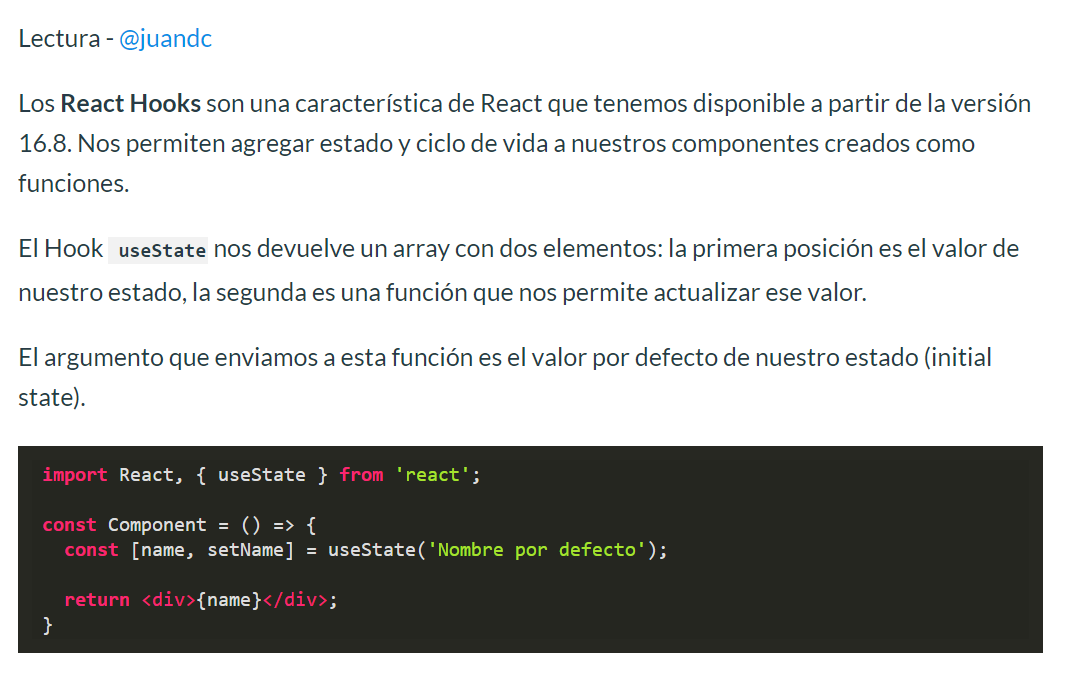 Lectura - @juandc
Los React Hooks son una característica de React que tenemos disponible a partir de la versión
16.8. Nos permiten agregar estado y ciclo de vida a nuestros componentes creados como
funciones.
El Hook useState nos devuelve un array con dos elementos: la primera posición es el valor de
nuestro estado, la segunda es una función que nos permite actualizar ese valor.
El argumento que enviamos a esta función es el valor por defecto de nuestro estado (initial
state).
import React, { useState } from 'react';
const Component = () => {
  const [name, setName] = useState('Nombre por defecto');
  return <div>{name}</div>;
}